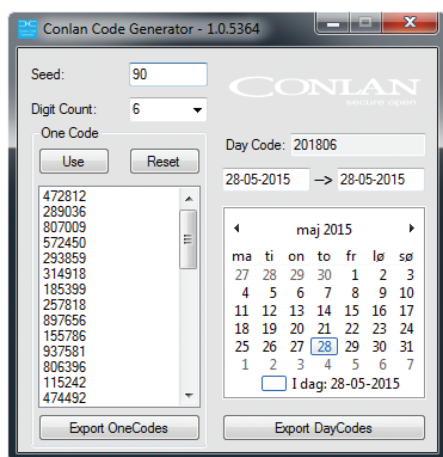 Conlan Code Generator - 1.0.5364
Seed: 90
Digit Count: 6
CONLAN
secure open
One Code
Use Reset
472812
289036
807009
572450
293859
314918
185399
257818
897656
155786
937581
806396
115242
474492
Export OneCodes
Day Code: 201806
28-05-2015 --> 28-05-2015
maj 2015
ma ti on to fr lø sø
27 28 29 30 1 2 3
4 5 6 7 8 9 10
11 12 13 14 15 16 17
18 19 20 21 22 23 24
25 26 27 28 29 30 31
1 2 3 4 5 6 7
I dag: 28-05-2015
Export DayCodes